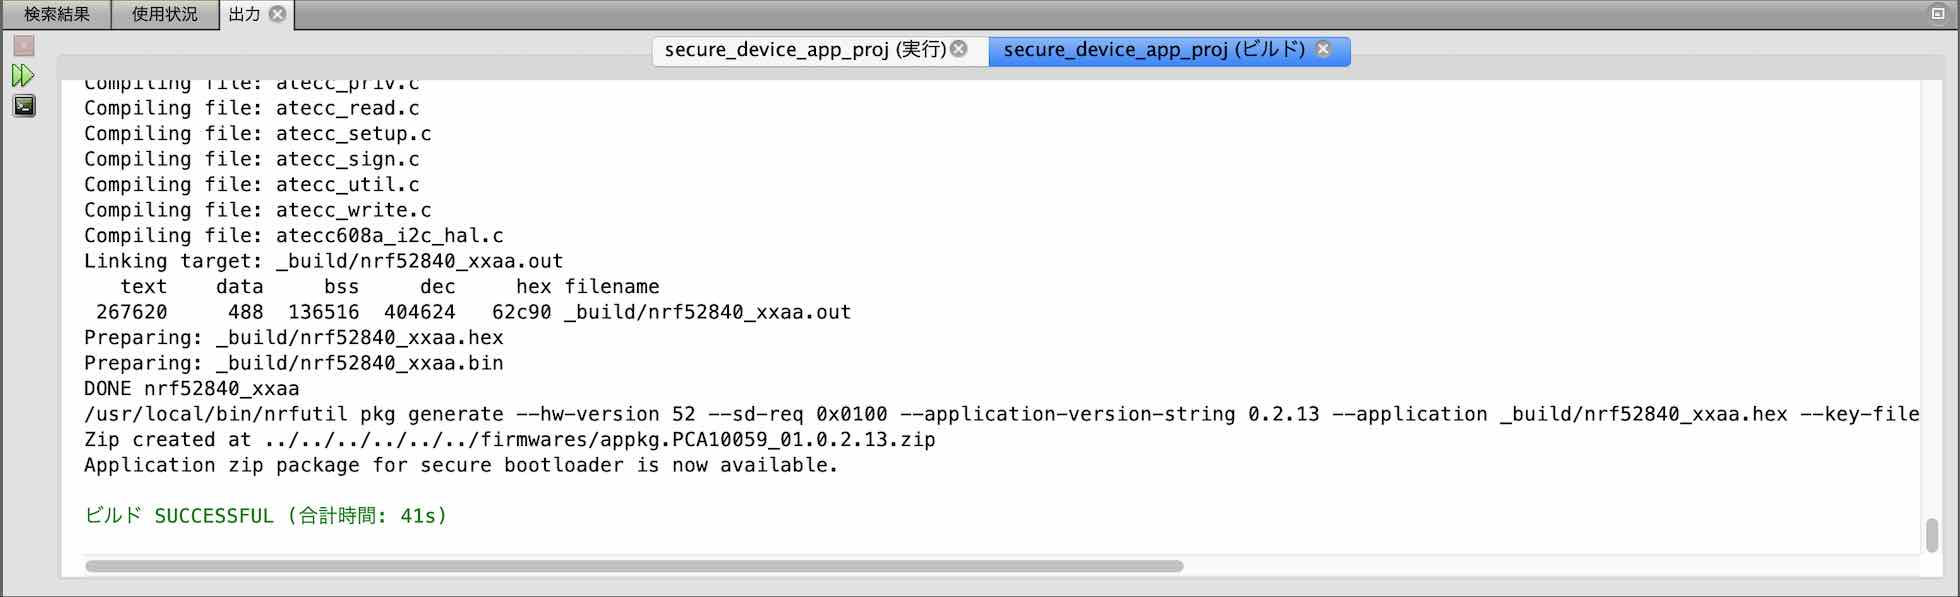 検索結果 使用状況 出力
secure_device_app_proj (実行) secure_device_app_proj (ビルド)
Compiling file: atecc_priv.c
Compiling file: atecc_read.c
Compiling file: atecc_setup.c
Compiling file: atecc_sign.c
Compiling file: atecc_util.c
Compiling file: atecc_write.c
Compiling file: atecc608a_i2c_hal.c
Linking target: _build/nrf52840_xxaa.out
text data bss dec hex filename
267620 488 136516 404624 62c90 _build/nrf52840_xxaa.out
Preparing: _build/nrf52840_xxaa.hex
Preparing: _build/nrf52840_xxaa.bin
DONE nrf52840_xxaa
/usr/local/bin/nrfutil pkg generate --hw-version 52 --sd-req 0x0100 --application-version-string 0.2.13 --application _build/nrf52840_xxaa.hex --key-file
Zip created at ../../../../../../firmwares/appkg.PCA10059_01.0.2.13.zip
Application zip package for secure bootloader is now available.
ビルド SUCCESSFUL (合計時間: 41s)